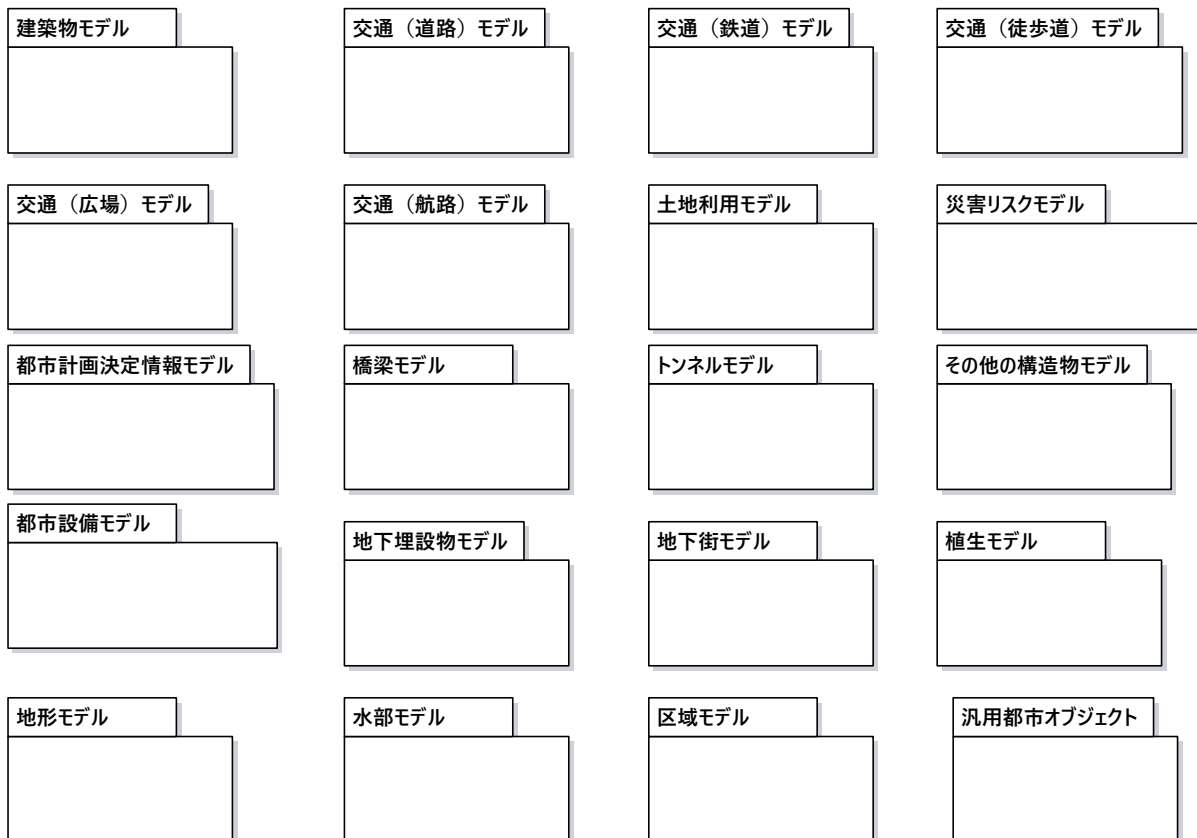 建築物モデル
交通（道路）モデル
交通（鉄道）モデル
交通（徒歩道）モデル
交通（広場）モデル
交通（航路）モデル
土地利用モデル
災害リスクモデル
都市計画決定情報モデル
橋梁モデル
トンネルモデル
その他の構造物モデル
都市設備モデル
地下埋設物モデル
地下街モデル
植生モデル
地形モデル
水部モデル
区域モデル
汎用都市オブジェクト